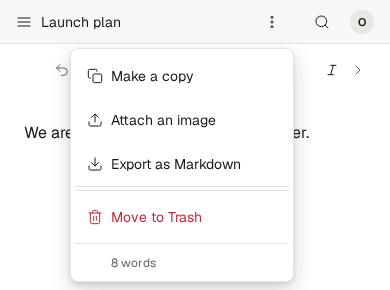 Launch plan
O
Make a copy
We are
er.
Attach an image
Export as Markdown
Move to Trash
8 words